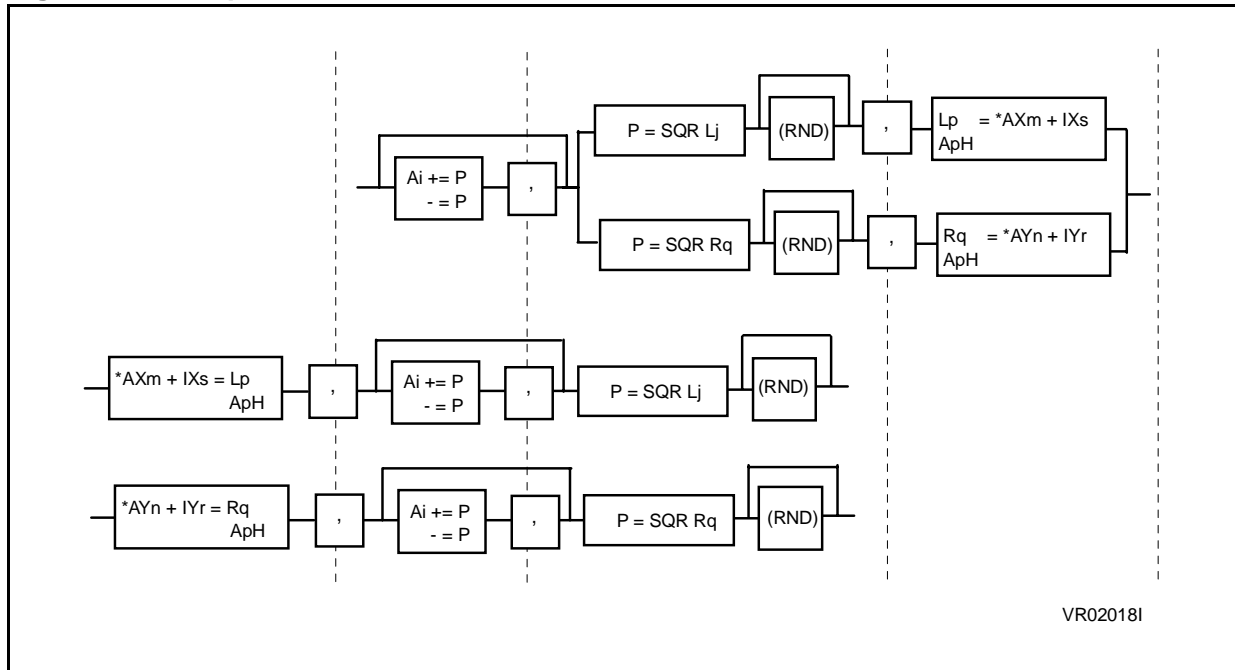 P = SQR Lj (RND) , Lp = *AXm + IXs
ApH
Ai += P ,
- = P
P = SQR Rq (RND) , Rq = *AYn + IYr
ApH
*AXm + IXs = Lp , Ai += P , P = SQR Lj (RND)
ApH - = P
*AYn + IYr = Rq , Ai += P , P = SQR Rq (RND)
ApH - = P
VR02018I